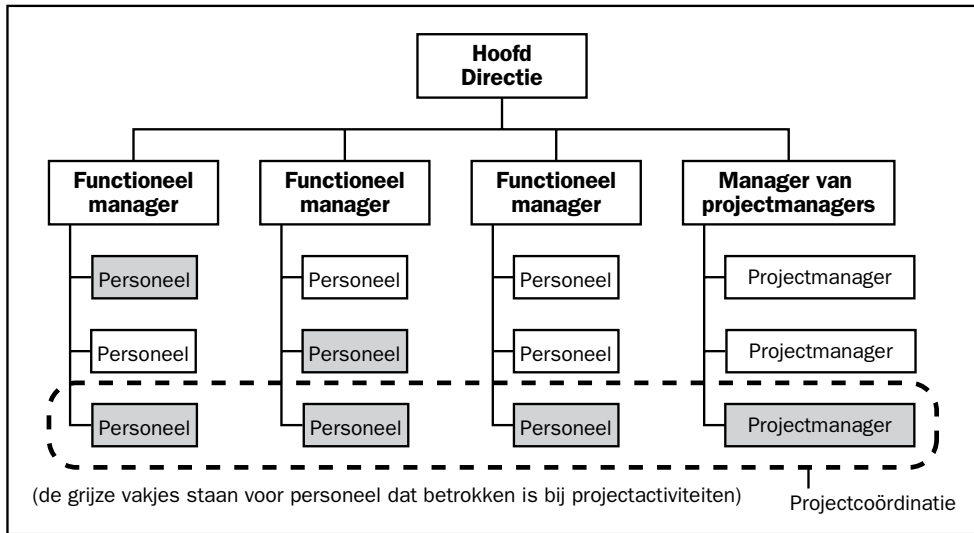 Hoofd
Directie
Functioneel
manager
Functioneel
manager
Functioneel
manager
Manager van
projectmanagers
Personeel
Personeel
Personeel
Projectmanager
Personeel
Personeel
Personeel
Projectmanager
Personeel
Personeel
Personeel
Projectmanager
(de grijze vakjes staan voor personeel dat betrokken is bij projectactiviteiten)
Projectcoördinatie